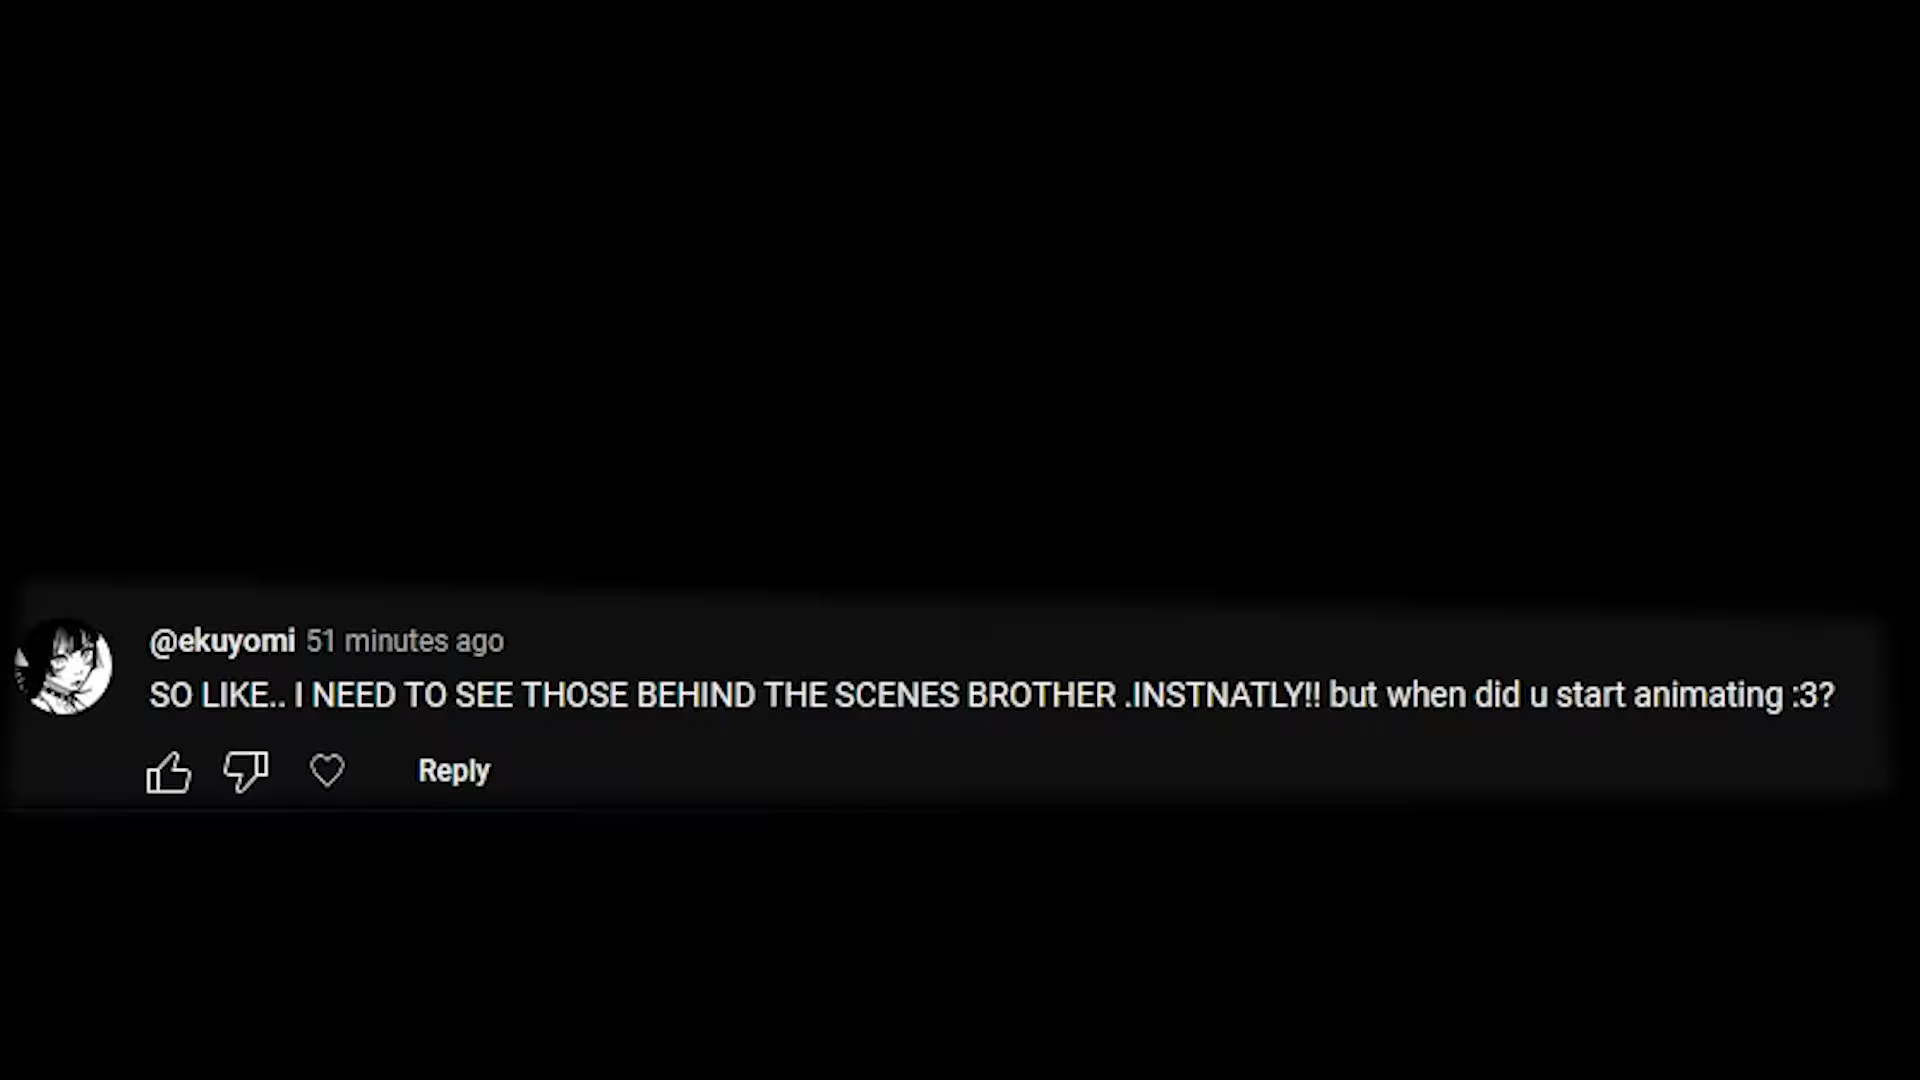 @ekuyomi 51 minutes ago
SO LIKE.. I NEED TO SEE THOSE BEHIND THE SCENES BROTHER .INSTNATLY!! but when did u start animating :3?
Reply